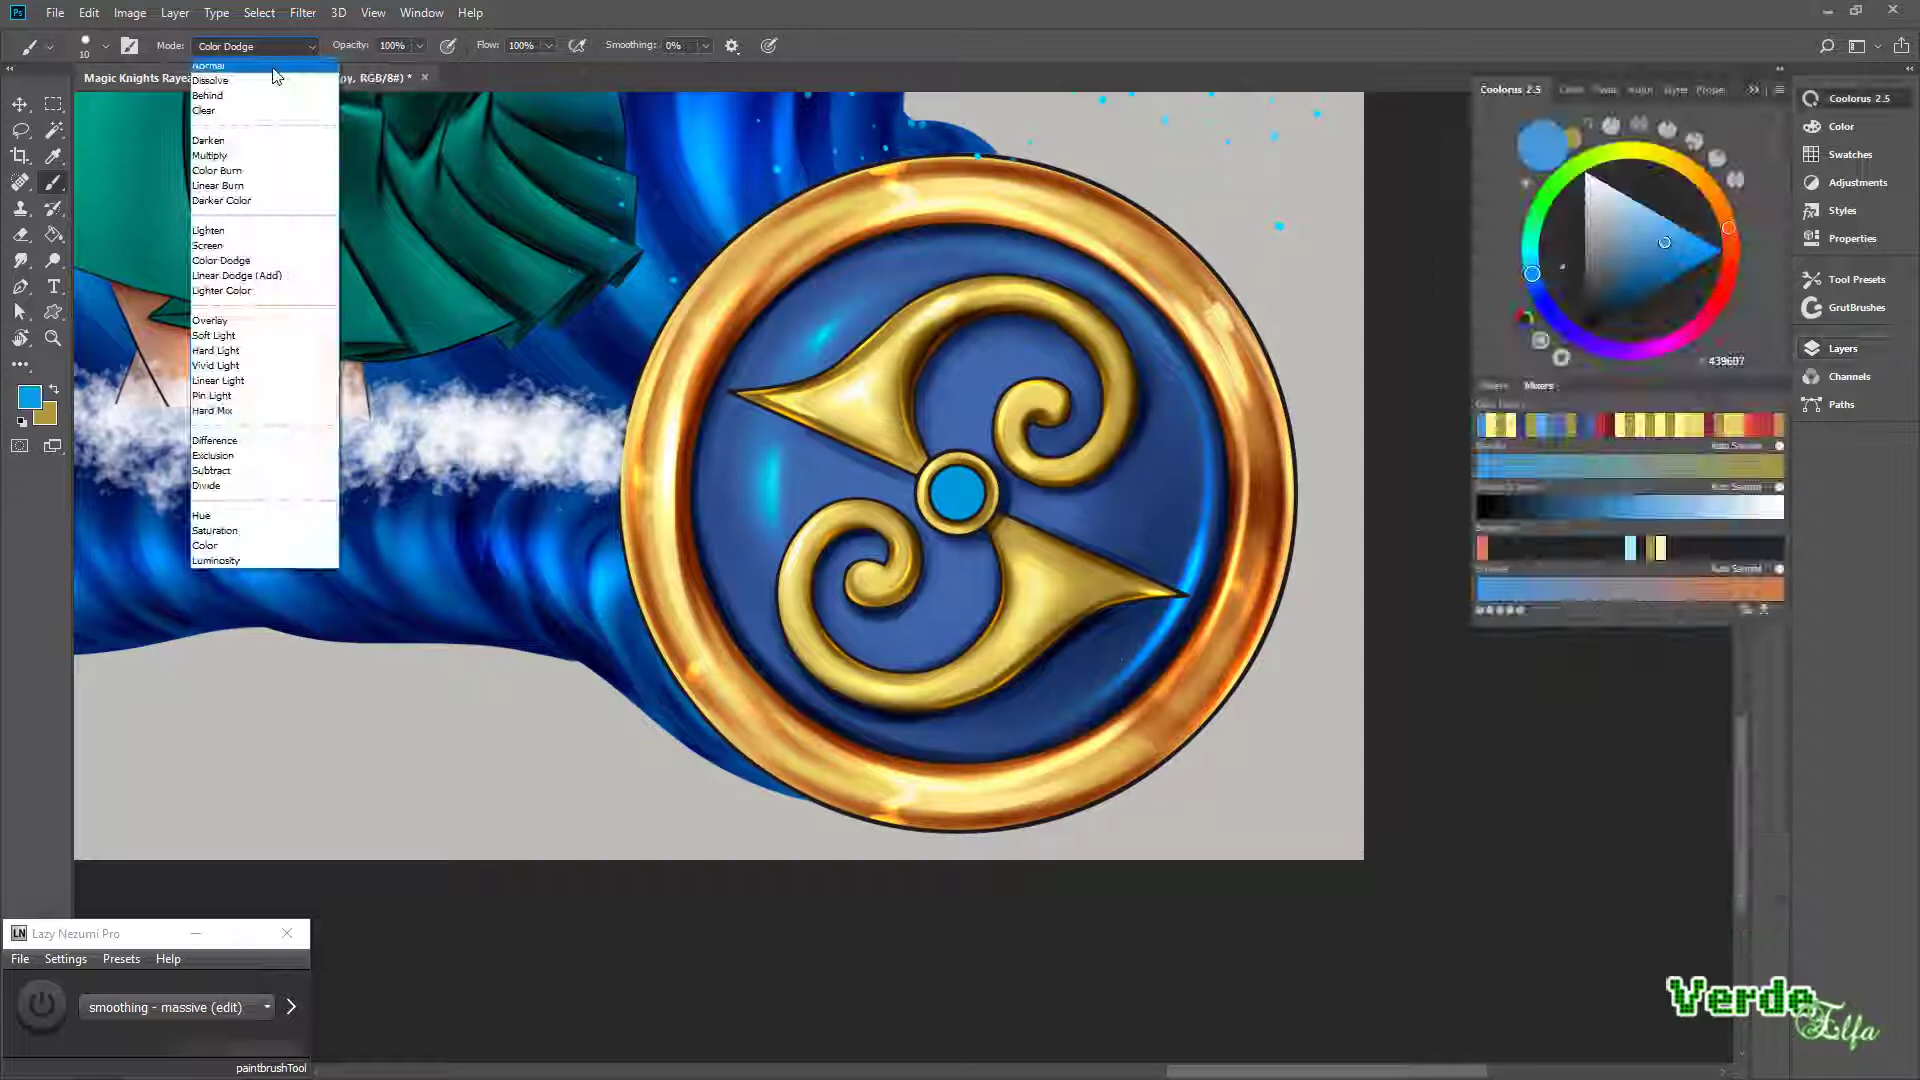 Ps File Edit Image Layer Type Select Filter 3D View Window Help
10 Mode: Color Dodge Opacity: 100% Flow: 100% Smoothing: 0%
Magic Knights Raye
oy, RGB/8#) *
Normal
Dissolve
Behind
Clear
Darken
Multiply
Color Burn
Linear Burn
Darker Color
Lighten
Screen
Color Dodge
Linear Dodge (Add)
Lighter Color
Overlay
Soft Light
Hard Light
Vivid Light
Linear Light
Pin Light
Hard Mix
Difference
Exclusion
Subtract
Divide
Hue
Saturation
Color
Luminosity
Coolorus 2.5
Mixers
Coolorus 2.5
Color
Swatches
Adjustments
Styles
Properties
Tool Presets
GrutBrushes
Layers
Channels
Paths
LN Lazy Nezumi Pro
File Settings Presets Help
smoothing - massive (edit)
paintbrushTool
Verde
Elfa